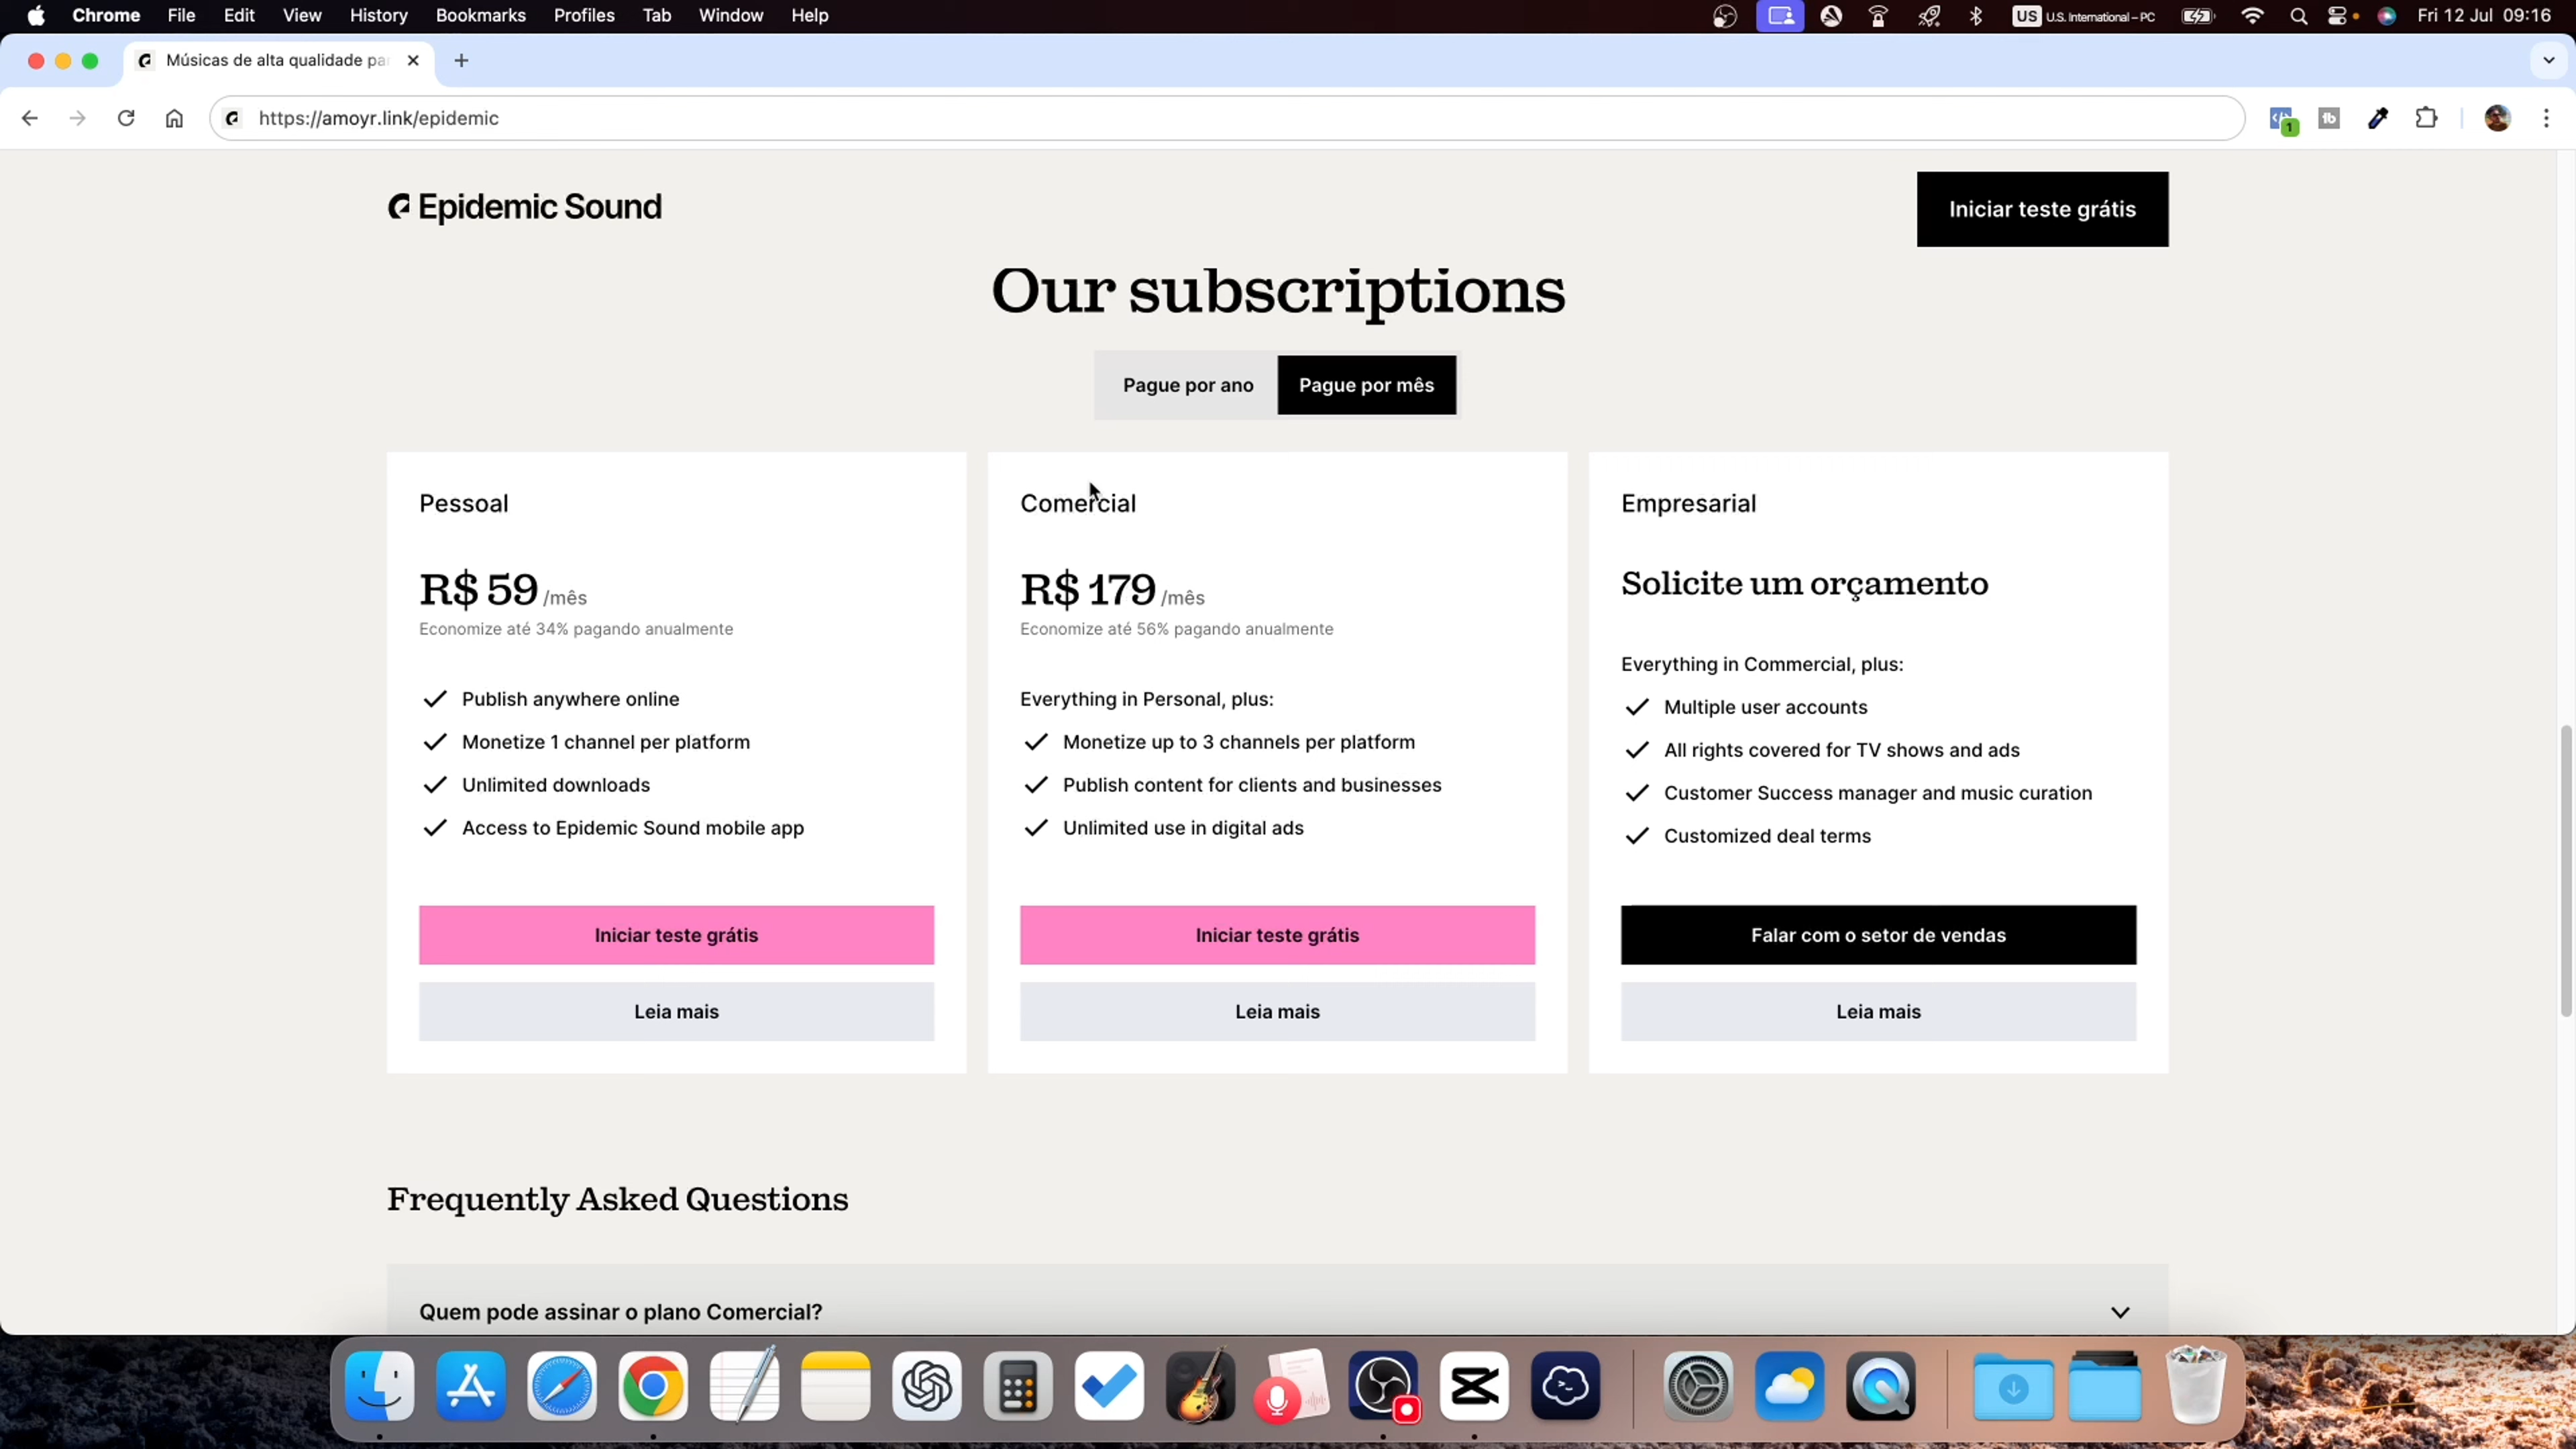 Chrome File Edit View History Bookmarks Profiles Tab Window Help
US U.S. International – PC Fri 12 Jul 09:16
Músicas de alta qualidade pa
https://amoyr.link/epidemic
1
Epidemic Sound
Iniciar teste grátis
Our subscriptions
Pague por ano
Pague por mês
Pessoal
R$ 59 /mês
Economize até 34% pagando anualmente
Publish anywhere online
Monetize 1 channel per platform
Unlimited downloads
Access to Epidemic Sound mobile app
Iniciar teste grátis
Leia mais
Comercial
R$ 179 /mês
Economize até 56% pagando anualmente
Everything in Personal, plus:
Monetize up to 3 channels per platform
Publish content for clients and businesses
Unlimited use in digital ads
Iniciar teste grátis
Leia mais
Empresarial
Solicite um orçamento
Everything in Commercial, plus:
Multiple user accounts
All rights covered for TV shows and ads
Customer Success manager and music curation
Customized deal terms
Falar com o setor de vendas
Leia mais
Frequently Asked Questions
Quem pode assinar o plano Comercial?